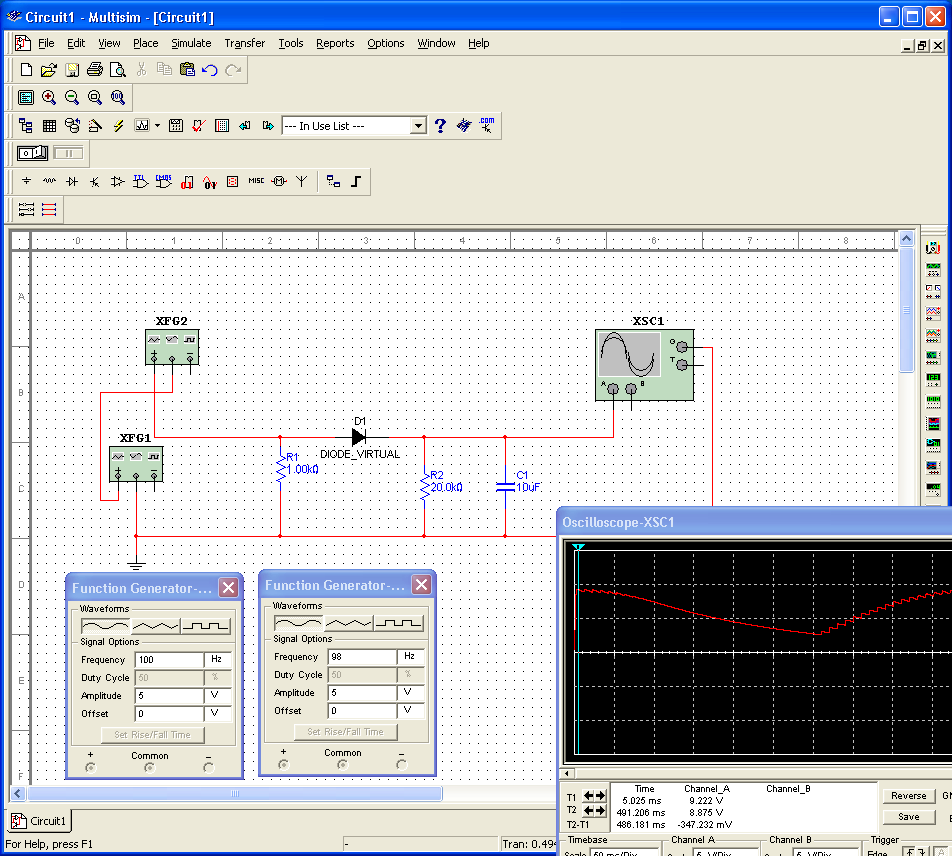 Circuit1 - Multisim - [Circuit1]
File Edit View Place Simulate Transfer Tools Reports Options Window Help
--- In Use List ---
.COM
MISC
0 1 2 3 4 5 6 7 8
A
B
C
D
E
F
XFG2
XSC1
G
T
A B
XFG1
D1
DIODE_VIRTUAL
R1
1.00kΩ
R2
20.0kΩ
C1
10uF
Oscilloscope-XSC1
Function Generator-...
Waveforms
Signal Options
Frequency 100 Hz
Duty Cycle 50 %
Amplitude 5 V
Offset 0 V
Set Rise/Fall Time
+ Common -
Function Generator-...
Waveforms
Signal Options
Frequency 98 Hz
Duty Cycle 50 %
Amplitude 5 V
Offset 0 V
Set Rise/Fall Time
+ Common -
Time Channel_A Channel_B
T1 5.025 ms 9.222 V
T2 491.206 ms 8.875 V
T2-T1 486.181 ms -347.232 mV
Reverse
Save
Timebase
Channel A
Channel B
Trigger
Scale 50 ms/Div
5 V/Div
5 V/Div
Edge
Circuit1
For Help, press F1
-
Tran: 0.494